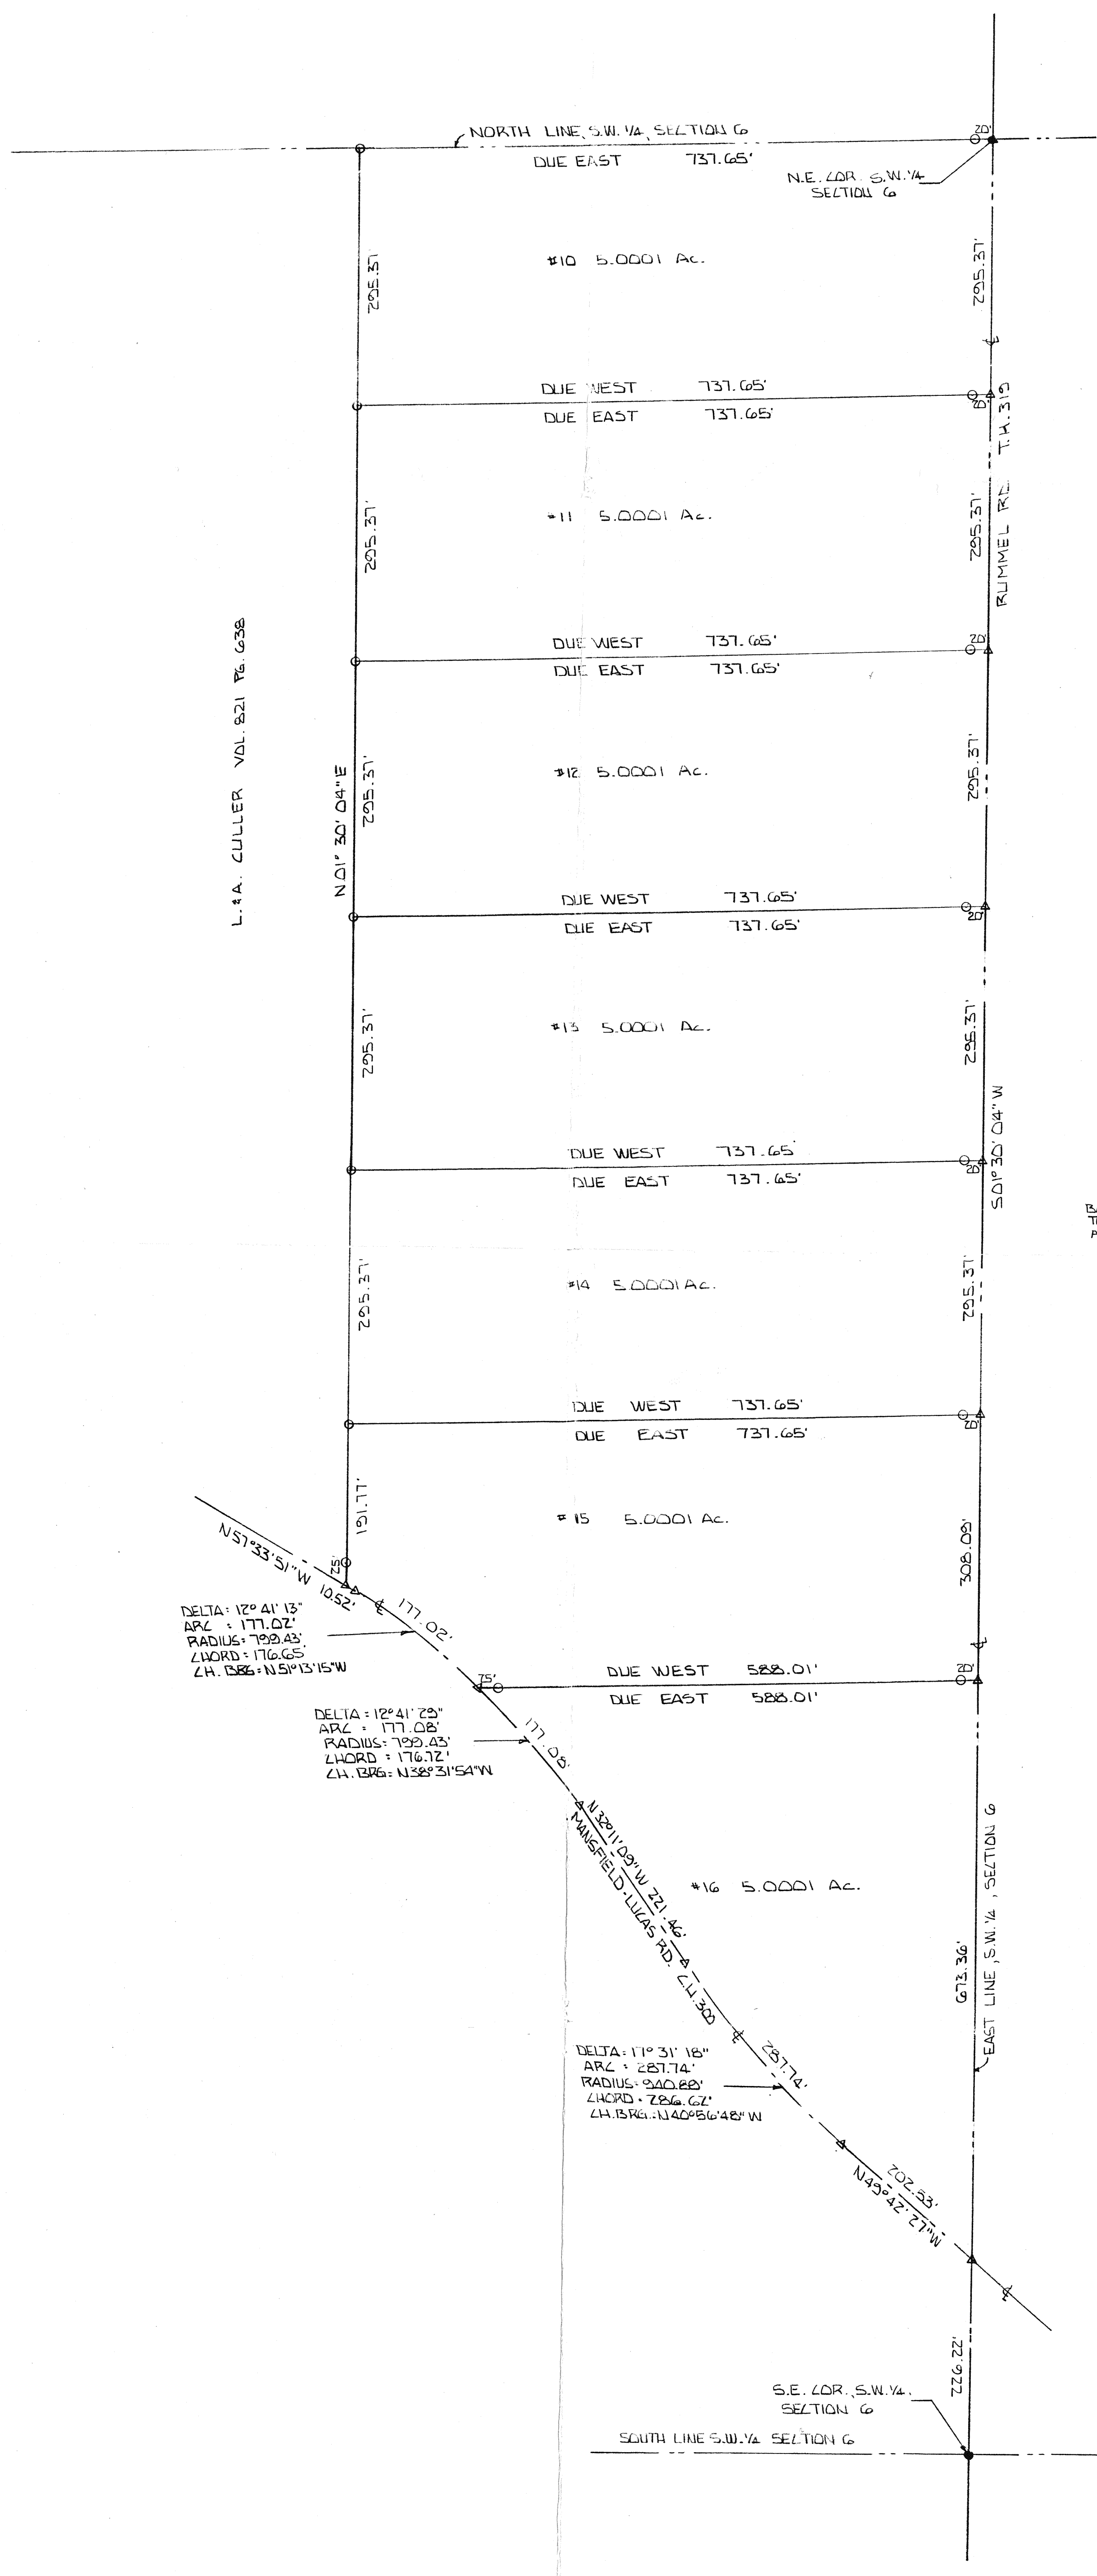 NORTH LINE, S.W. 1/4, SECTION 6
20'
DUE EAST 737.65'
N.E. COR. S.W. 1/4
SECTION 6
295.37'
#10 5.0001 Ac.
295.37'
DUE WEST 737.65'
20'
DUE EAST 737.65'
RUMMEL RD. T.H. 319
295.37'
#11 5.0001 Ac.
295.37'
DUE WEST 737.65'
20'
DUE EAST 737.65'
L. & A. CULLER VOL. 821 PG. 638
N01° 30' 04"E
295.37'
#12 5.0001 Ac.
295.37'
DUE WEST 737.65'
20'
DUE EAST 737.65'
295.37'
#13 5.0001 Ac.
295.37'
S01° 30' 04"W
DUE WEST 737.65'
20'
DUE EAST 737.65'
295.37'
#14 5.0001 Ac.
295.37'
DUE WEST 737.65'
20'
DUE EAST 737.65'
191.77'
#15 5.0001 Ac.
308.09'
25'
N57°33'51"W 10.52'
177.02'
DELTA: 12° 41' 13"
ARC : 177.02'
RADIUS: 799.43'
CHORD : 176.65'
CH. BRG: N51°13'15"W
DUE WEST 588.01'
20'
75'
DUE EAST 588.01'
DELTA: 12°41' 29"
ARC : 177.08'
RADIUS: 799.43'
CHORD : 176.72'
CH. BRG: N38°31'54"W
177.08'
N32°11'09"W 221.46'
MANSFIELD-LUCAS RD. C.H. 300
#16 5.0001 Ac.
673.36'
EAST LINE, S.W. 1/4, SECTION 6
DELTA: 17° 31' 18"
ARC : 287.74'
RADIUS: 940.88'
CHORD : 286.62'
CH. BRG.: N40°56'48"W
287.74'
202.53'
N49°42'27"W
226.22'
S.E. COR., S.W. 1/4.
SECTION 6
SOUTH LINE S.W. 1/4 SECTION 6